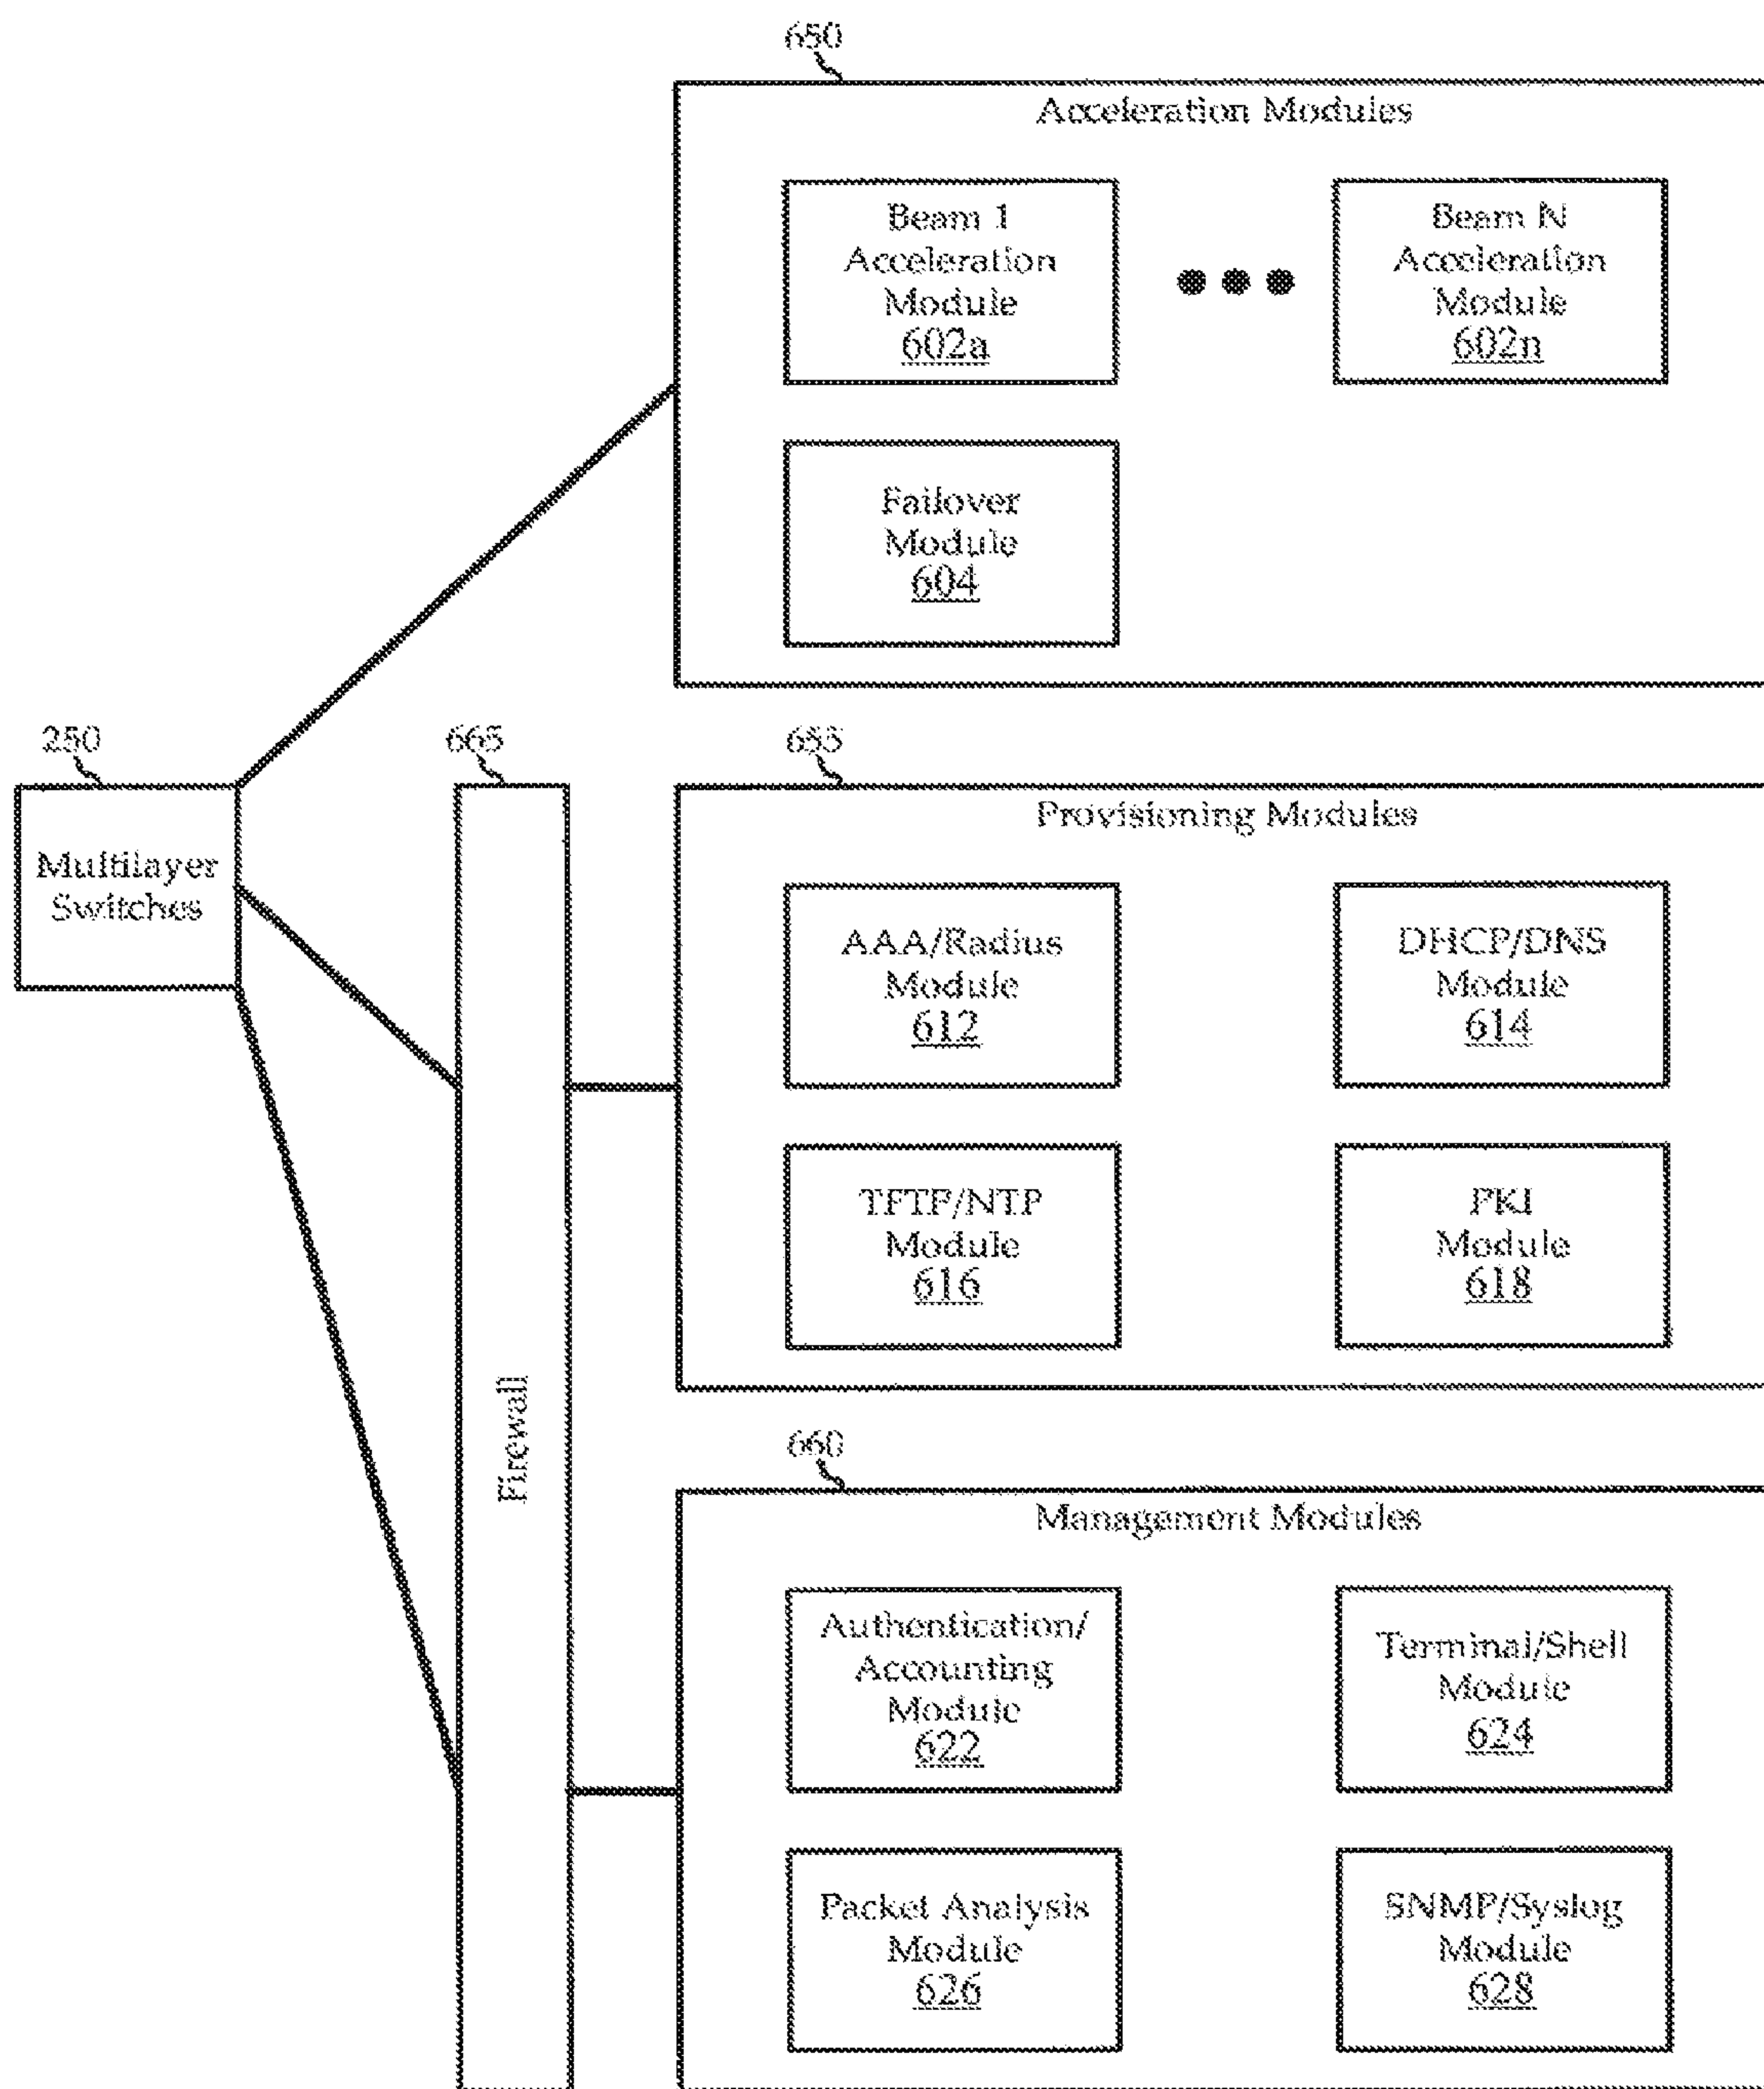 650
Acceleration Modules
Beam 1
Acceleration
Module
602a
Beam N
Acceleration
Module
602n
Failover
Module
604
250
Multilayer
Switches
665
Firewall
655
Provisioning Modules
AAA/Radius
Module
612
DHCP/DNS
Module
614
TFTP/NTP
Module
616
PKI
Module
618
660
Management Modules
Authentication/
Accounting
Module
622
Terminal/Shell
Module
624
Packet Analysis
Module
626
SNMP/Syslog
Module
628